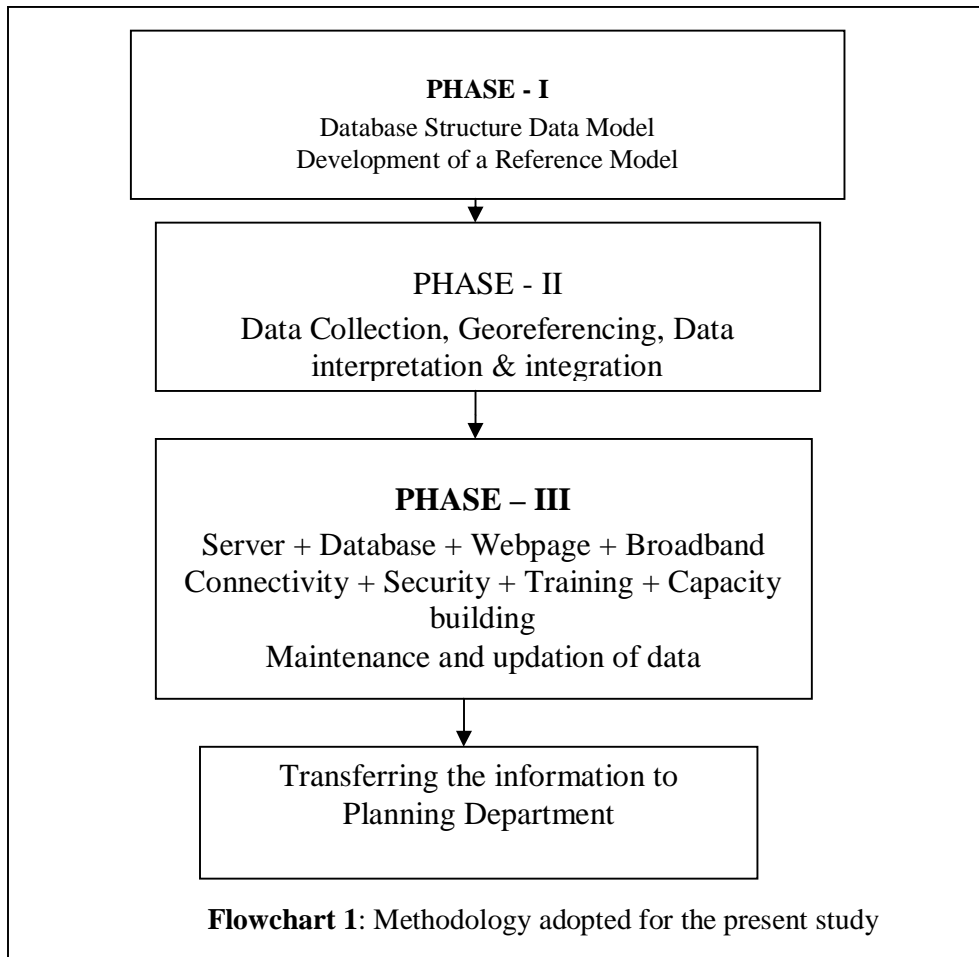 PHASE - I
Database Structure Data Model
Development of a Reference Model
PHASE - II
Data Collection, Georeferencing, Data
interpretation & integration
PHASE – III
Server + Database + Webpage + Broadband
Connectivity + Security + Training + Capacity
building
Maintenance and updation of data
Transferring the information to
Planning Department
Flowchart 1: Methodology adopted for the present study